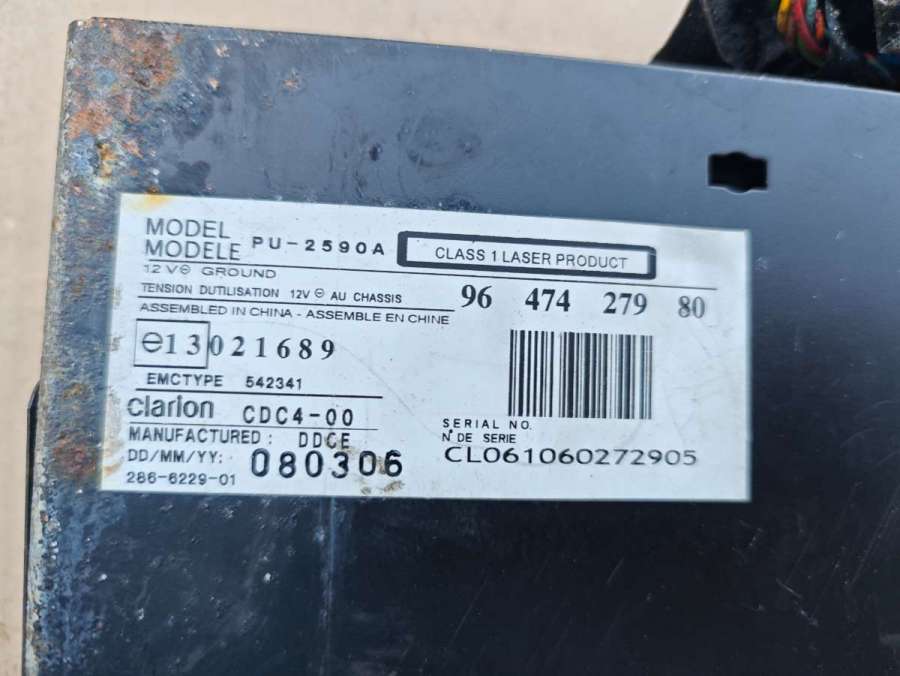 MODEL
MODELE PU-2590A
CLASS 1 LASER PRODUCT
12 V⊖ GROUND
TENSION DUTILISATION 12V ⊖ AU CHASSIS
96 474 279 80
ASSEMBLED IN CHINA - ASSEMBLE EN CHINE
e13 021689
EMCTYPE 542341
clarion CDC4-00
MANUFACTURED: DDCE
DD/MM/YY: 080306
286-6229-01
SERIAL NO.
N° DE SERIE
CL061060272905